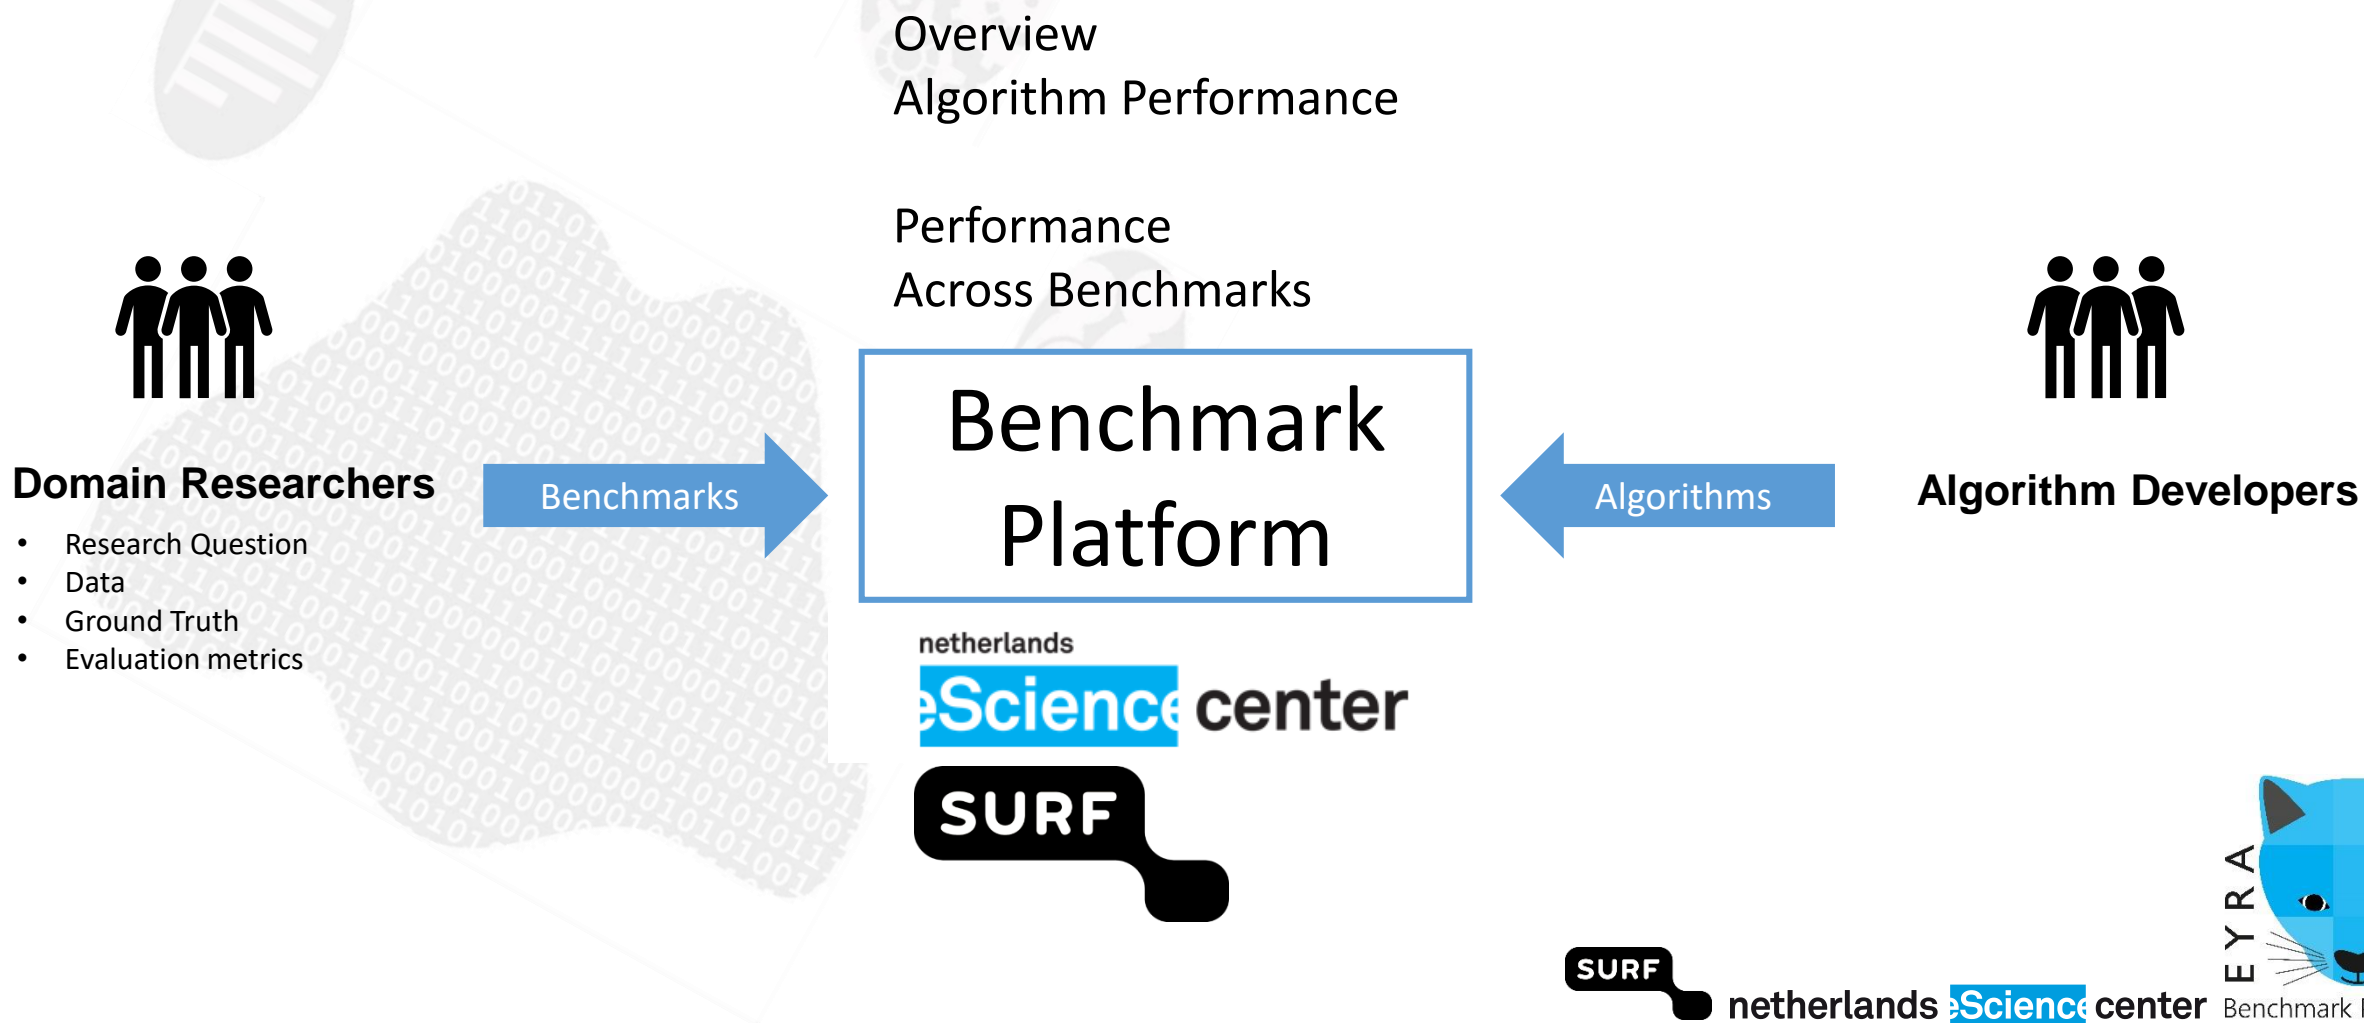 Overview
Algorithm Performance
Performance
Across Benchmarks
Benchmark
Platform
Domain Researchers
• Research Question
• Data
• Ground Truth
• Evaluation metrics
Benchmarks
Algorithms
Algorithm Developers
netherlands
eScience center
SURF
SURF
netherlands eScience center
EYRA
Benchmark